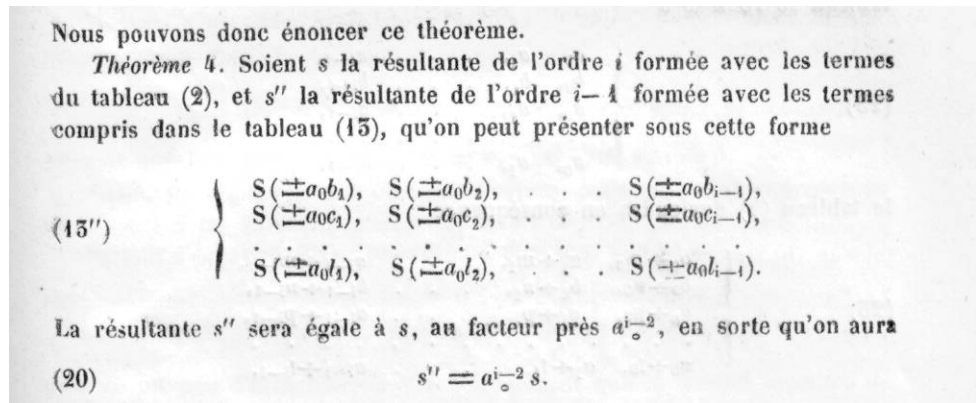 Nous pouvons donc énoncer ce théorème.
Théorème 4. Soient s la résultante de l'ordre i formée avec les termes
du tableau (2), et s'' la résultante de l'ordre i—1 formée avec les termes
compris dans le tableau (13), qu'on peut présenter sous cette forme
S(±a₀b₁), S(±a₀b₂), . . S(±a₀bᵢ₋₁),
(13'') { S(±a₀c₁), S(±a₀c₂), . . S(±a₀cᵢ₋₁),
. . . . . . . . . . . . . .
S(±a₀l₁), S(±a₀l₂), . . . S(±a₀lᵢ₋₁).
La résultante s'' sera égale à s, au facteur près a₀ⁱ⁻², en sorte qu'on aura
(20) s'' = a₀ⁱ⁻² s.